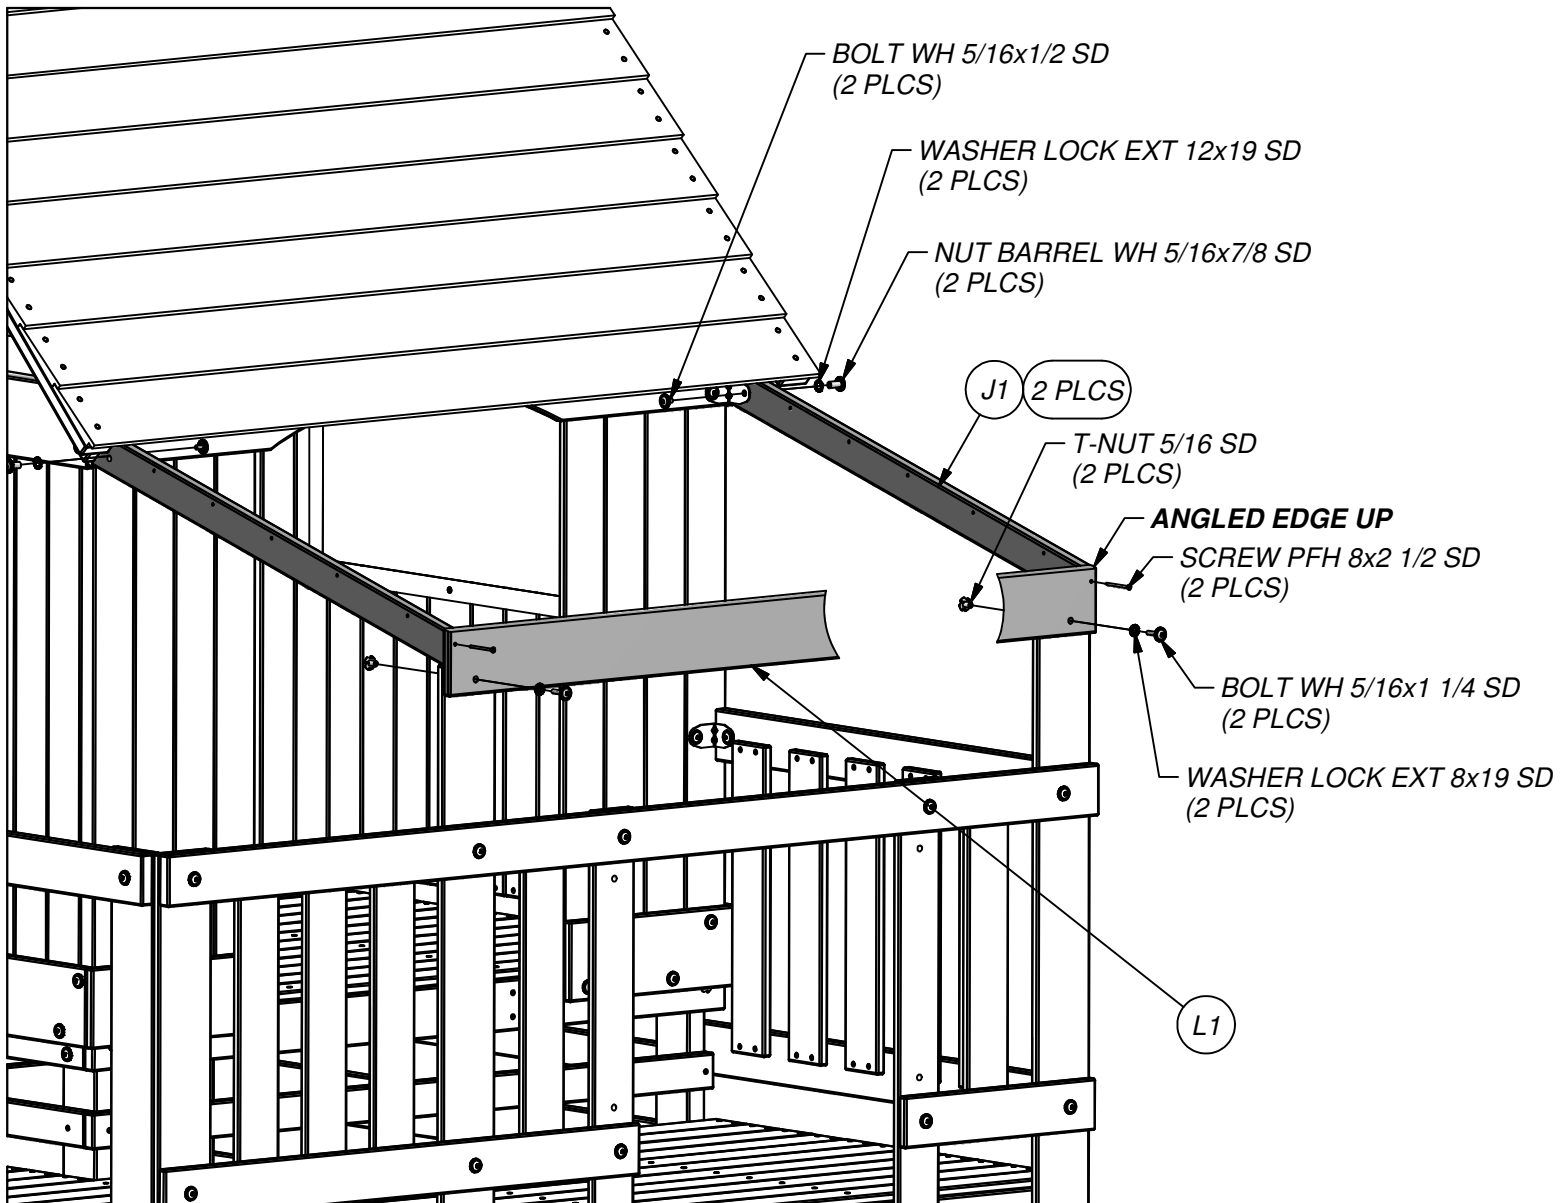 BOLT WH 5/16x1/2 SD
(2 PLCS)
WASHER LOCK EXT 12x19 SD
(2 PLCS)
NUT BARREL WH 5/16x7/8 SD
(2 PLCS)
J1 2 PLCS
T-NUT 5/16 SD
(2 PLCS)
ANGLED EDGE UP
SCREW PFH 8x2 1/2 SD
(2 PLCS)
BOLT WH 5/16x1 1/4 SD
(2 PLCS)
WASHER LOCK EXT 8x19 SD
(2 PLCS)
L1